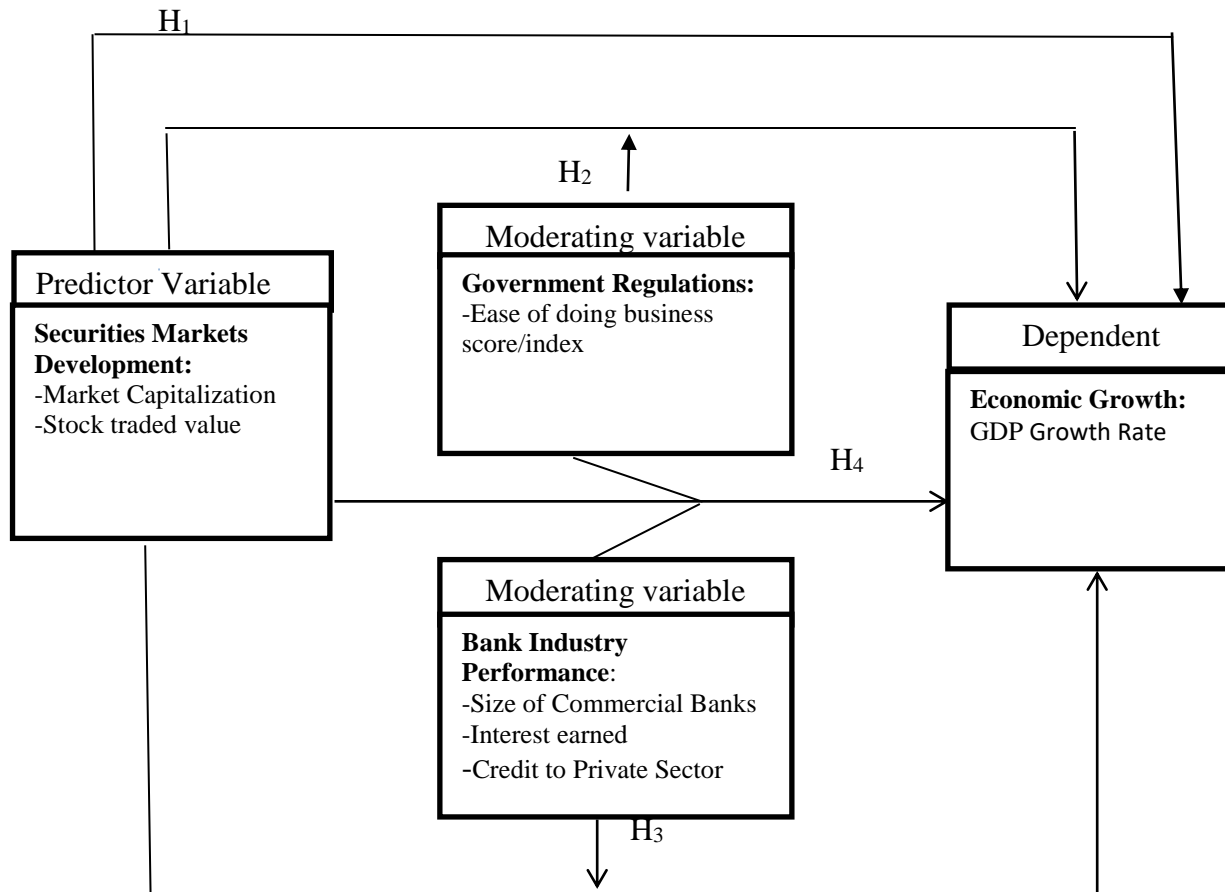 H₁
H₂
Moderating variable
Government Regulations:
-Ease of doing business
score/index
Predictor Variable
Securities Markets
Development:
-Market Capitalization
-Stock traded value
Dependent
Economic Growth:
GDP Growth Rate
H₄
Moderating variable
Bank Industry
Performance:
-Size of Commercial Banks
-Interest earned
-Credit to Private Sector
H₃